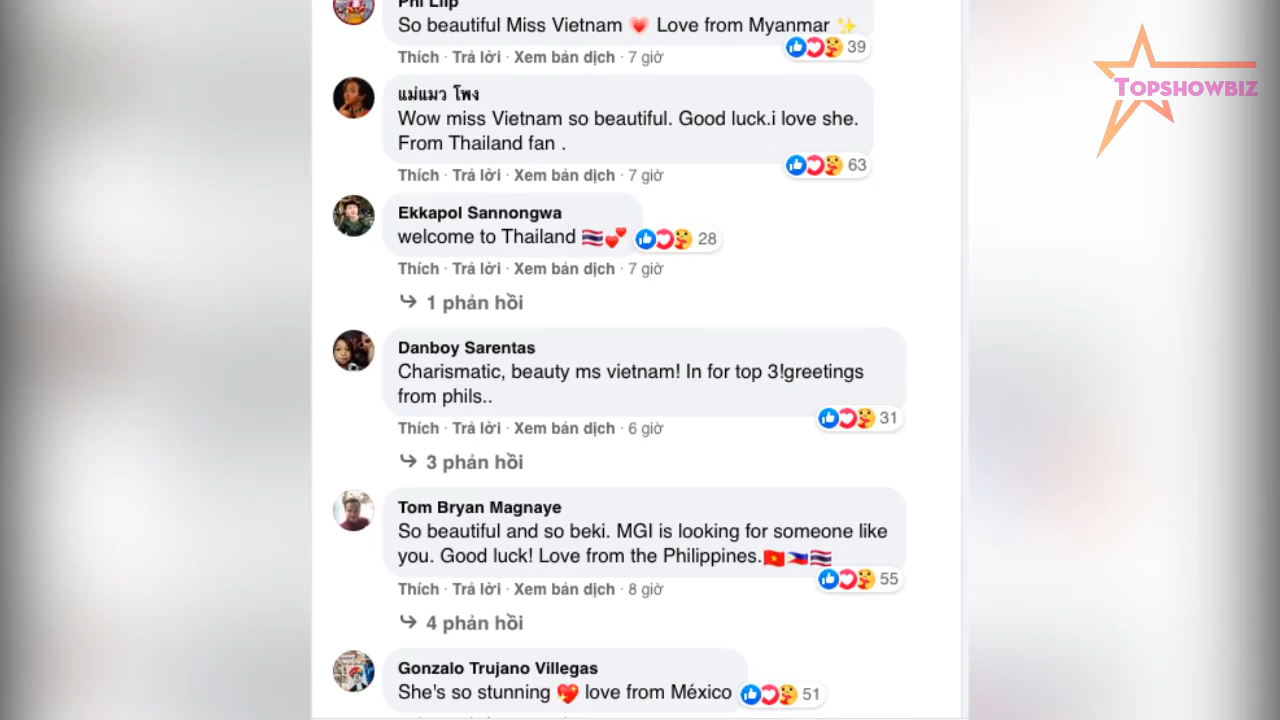 Phi Liip
So beautiful Miss Vietnam 💗 Love from Myanmar ✨
39
Thích · Trả lời · Xem bản dịch · 7 giờ
TOPSHOWBIZ
แม่แมว โพง
Wow miss Vietnam so beautiful. Good luck.i love she.
From Thailand fan .
63
Thích · Trả lời · Xem bản dịch · 7 giờ
Ekkapol Sannongwa
welcome to Thailand 🇹🇭💕 28
Thích · Trả lời · Xem bản dịch · 7 giờ
1 phản hồi
Danboy Sarentas
Charismatic, beauty ms vietnam! In for top 3!greetings
from phils..
31
Thích · Trả lời · Xem bản dịch · 6 giờ
3 phản hồi
Tom Bryan Magnaye
So beautiful and so beki. MGI is looking for someone like
you. Good luck! Love from the Philippines.🇻🇳🇵🇭🇹🇭
55
Thích · Trả lời · Xem bản dịch · 8 giờ
4 phản hồi
Gonzalo Trujano Villegas
She's so stunning 💖 love from México 51